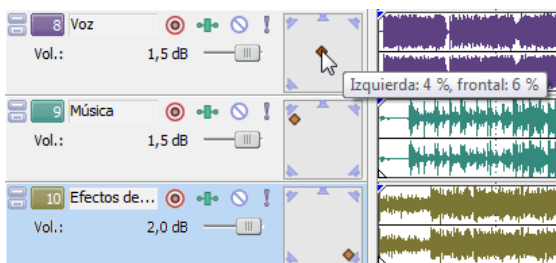 8 Voz
Vol.: 1,5 dB
Izquierda: 4 %, frontal: 6 %
9 Música
Vol.: 1,5 dB
10 Efectos de...
Vol.: 2,0 dB